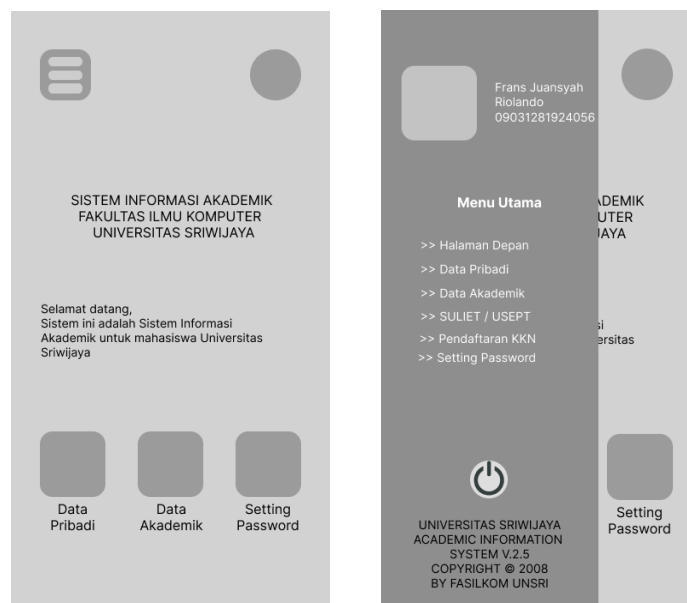 SISTEM INFORMASI AKADEMIK
FAKULTAS ILMU KOMPUTER
UNIVERSITAS SRIWIJAYA
Selamat datang,
Sistem ini adalah Sistem Informasi
Akademik untuk mahasiswa Universitas
Sriwijaya
Data
Pribadi
Data
Akademik
Setting
Password
Frans Juansyah
Riolando
09031281924056
Menu Utama
>> Halaman Depan
>> Data Pribadi
>> Data Akademik
>> SULIET / USEPT
>> Pendaftaran KKN
>> Setting Password
UNIVERSITAS SRIWIJAYA
ACADEMIC INFORMATION
SYSTEM V.2.5
COPYRIGHT © 2008
BY FASILKOM UNSRI
ADEMIK
UTER
JAYA
si
ersitas
Setting
Password